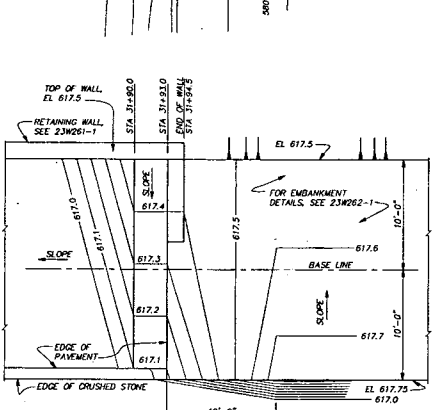 580
TOP OF WALL,
EL 617.5
STA 31+90.0
STA 31+93.0
END OF WALL
STA 31+94.5
RETAINING WALL,
SEE 23W261-1
EL 617.5
SLOPE
617.4
FOR EMBANKMENT
DETAILS, SEE 23W262-1
617.0
617.1
617.5
10'-0"
617.6
SLOPE
617.3
BASE LINE
617.2
SLOPE
10'-0"
617.7
EDGE OF
PAVEMENT
617.1
EDGE OF CRUSHED STONE
EL 617.75
617.0